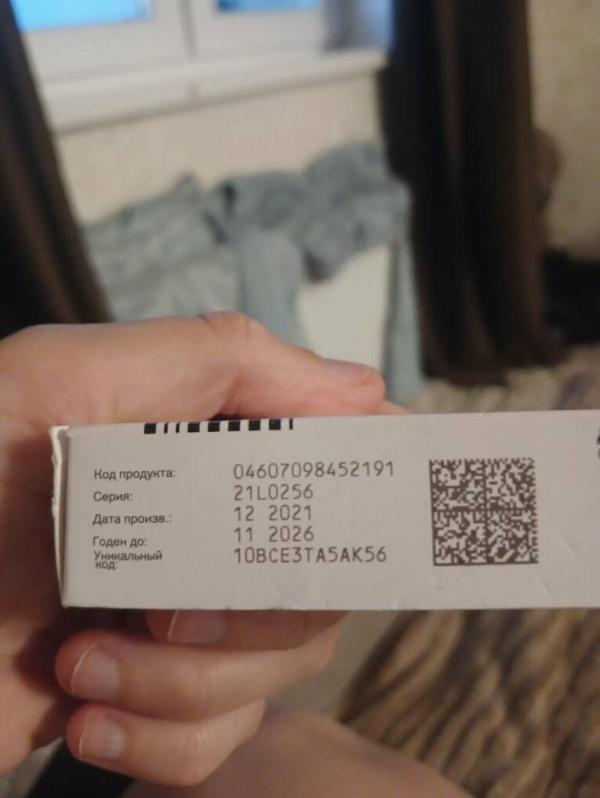 Код продукта: 04607098452191
Серия: 21L0256
Дата произв.: 12 2021
Годен до: 11 2026
Уникальный код: 10BCE3TA5AK56